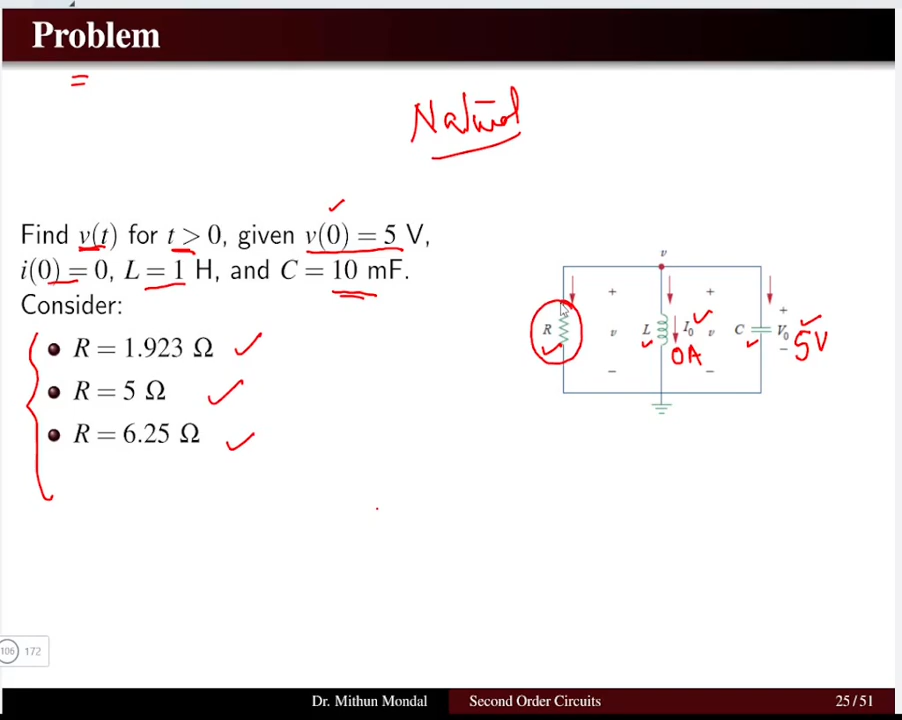 Problem
=
Natural
Find v(t) for t > 0, given v(0) = 5 V,
i(0) = 0, L = 1 H, and C = 10 mF.
Consider:
R = 1.923 Ω
R = 5 Ω
R = 6.25 Ω
v
+ + +
R v L I₀ v C V₀ 5V
0A
− − −
106 172
Dr. Mithun Mondal Second Order Circuits 25 / 51